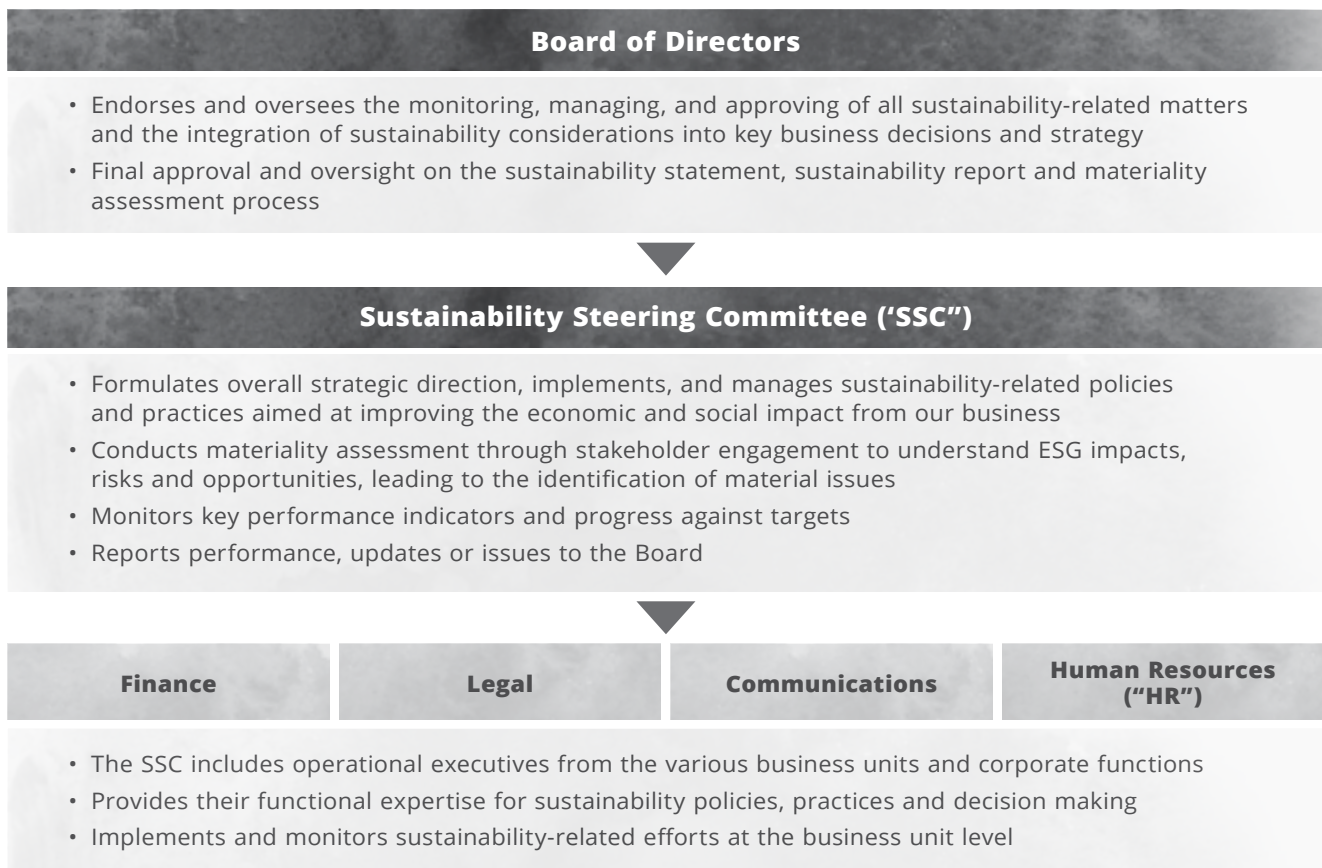 Board of Directors
• Endorses and oversees the monitoring, managing, and approving of all sustainability-related matters
and the integration of sustainability considerations into key business decisions and strategy
• Final approval and oversight on the sustainability statement, sustainability report and materiality
assessment process
Sustainability Steering Committee (‘SSC”)
• Formulates overall strategic direction, implements, and manages sustainability-related policies
and practices aimed at improving the economic and social impact from our business
• Conducts materiality assessment through stakeholder engagement to understand ESG impacts,
risks and opportunities, leading to the identification of material issues
• Monitors key performance indicators and progress against targets
• Reports performance, updates or issues to the Board
Finance
Legal
Communications
Human Resources
(“HR”)
• The SSC includes operational executives from the various business units and corporate functions
• Provides their functional expertise for sustainability policies, practices and decision making
• Implements and monitors sustainability-related efforts at the business unit level